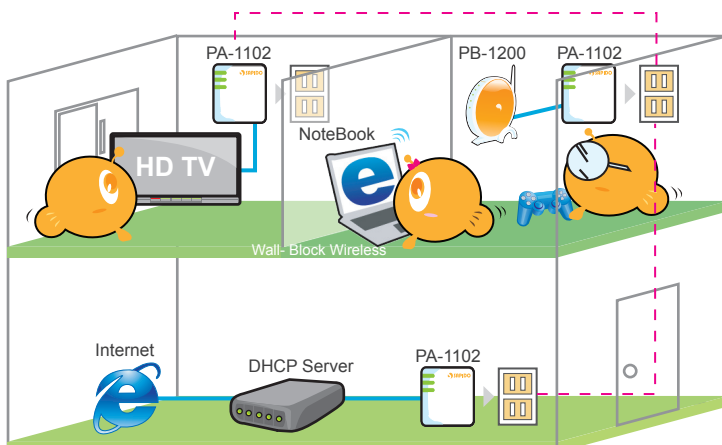 PA-1102
PB-1200
PA-1102
NoteBook
HD TV
Wall- Block Wireless
Internet
DHCP Server
PA-1102